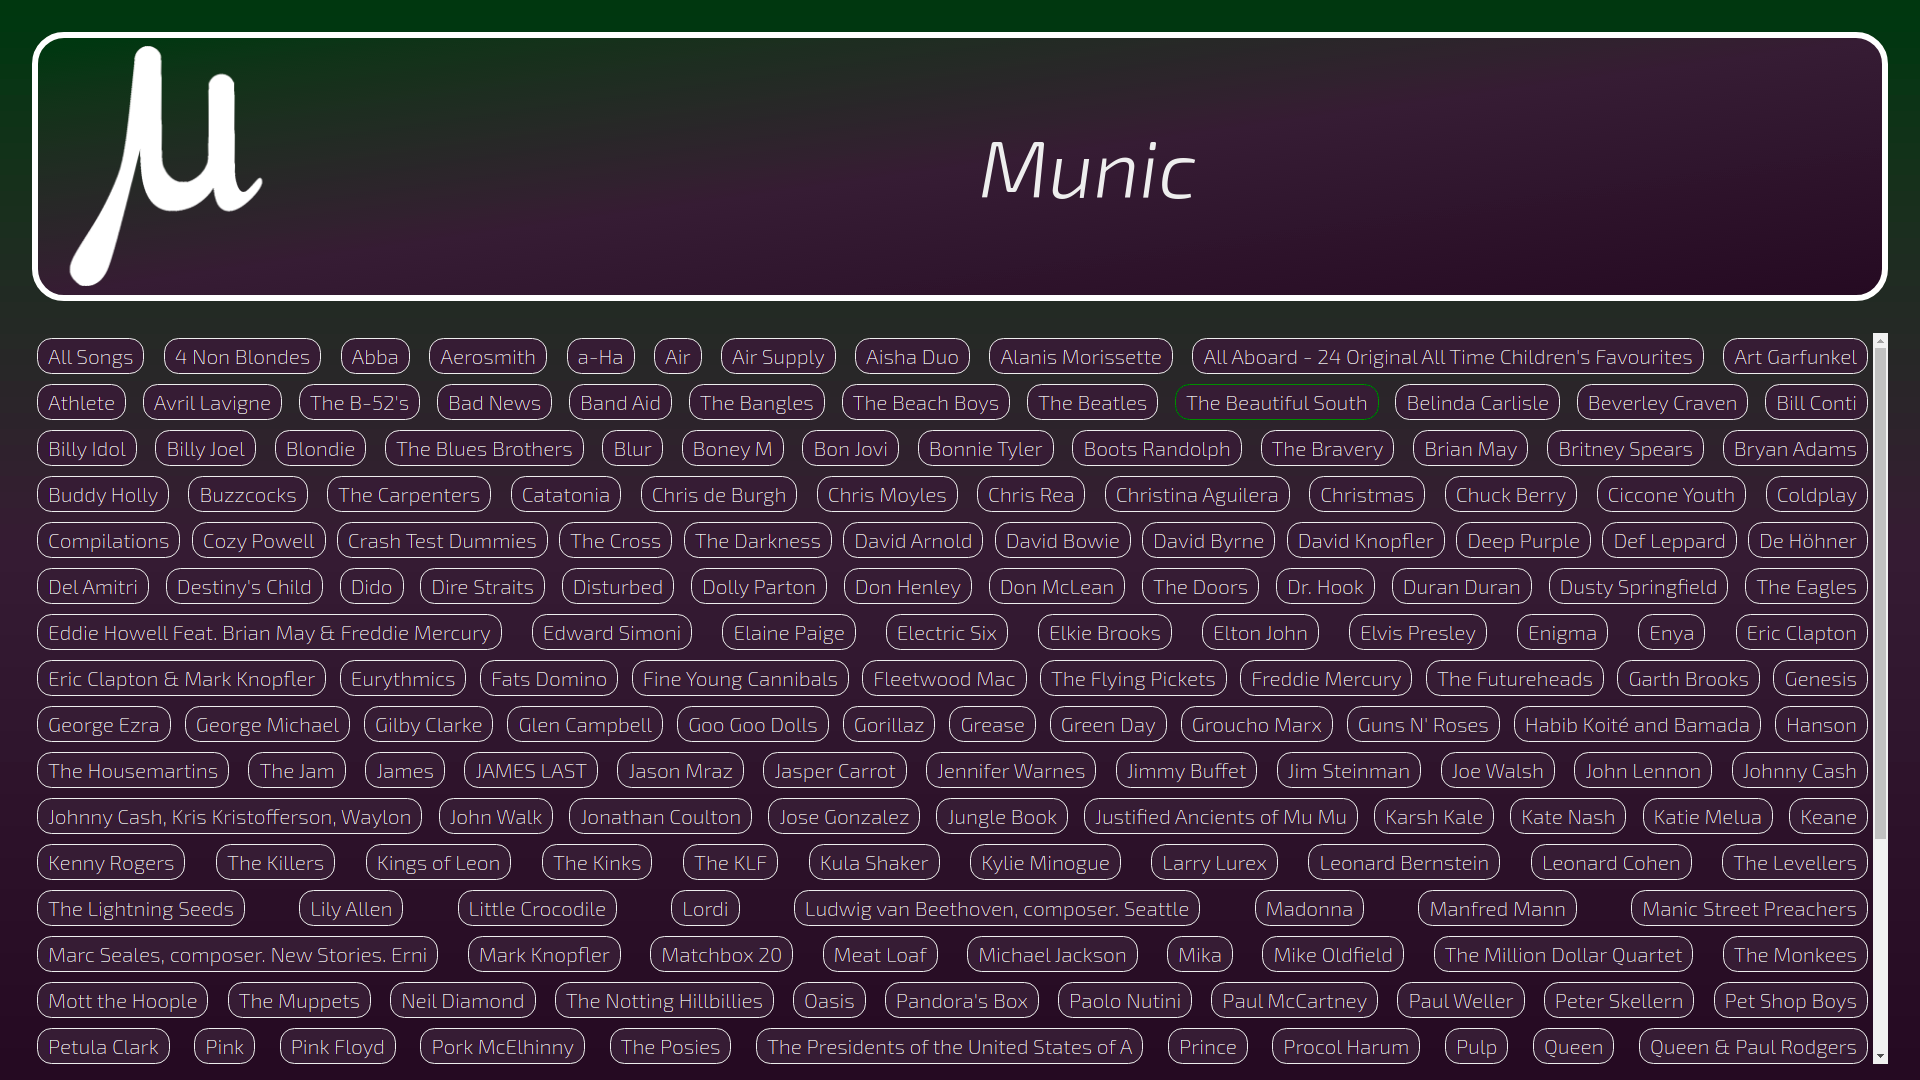 μ
Munic
All Songs 4 Non Blondes Abba Aerosmith a-Ha Air Air Supply Aisha Duo Alanis Morissette All Aboard - 24 Original All Time Children's Favourites Art Garfunkel
Athlete Avril Lavigne The B-52's Bad News Band Aid The Bangles The Beach Boys The Beatles The Beautiful South Belinda Carlisle Beverley Craven Bill Conti
Billy Idol Billy Joel Blondie The Blues Brothers Blur Boney M Bon Jovi Bonnie Tyler Boots Randolph The Bravery Brian May Britney Spears Bryan Adams
Buddy Holly Buzzcocks The Carpenters Catatonia Chris de Burgh Chris Moyles Chris Rea Christina Aguilera Christmas Chuck Berry Ciccone Youth Coldplay
Compilations Cozy Powell Crash Test Dummies The Cross The Darkness David Arnold David Bowie David Byrne David Knopfler Deep Purple Def Leppard De Höhner
Del Amitri Destiny's Child Dido Dire Straits Disturbed Dolly Parton Don Henley Don McLean The Doors Dr. Hook Duran Duran Dusty Springfield The Eagles
Eddie Howell Feat. Brian May & Freddie Mercury Edward Simoni Elaine Paige Electric Six Elkie Brooks Elton John Elvis Presley Enigma Enya Eric Clapton
Eric Clapton & Mark Knopfler Eurythmics Fats Domino Fine Young Cannibals Fleetwood Mac The Flying Pickets Freddie Mercury The Futureheads Garth Brooks Genesis
George Ezra George Michael Gilby Clarke Glen Campbell Goo Goo Dolls Gorillaz Grease Green Day Groucho Marx Guns N' Roses Habib Koité and Bamada Hanson
The Housemartins The Jam James JAMES LAST Jason Mraz Jasper Carrot Jennifer Warnes Jimmy Buffet Jim Steinman Joe Walsh John Lennon Johnny Cash
Johnny Cash, Kris Kristofferson, Waylon John Walk Jonathan Coulton Jose Gonzalez Jungle Book Justified Ancients of Mu Mu Karsh Kale Kate Nash Katie Melua Keane
Kenny Rogers The Killers Kings of Leon The Kinks The KLF Kula Shaker Kylie Minogue Larry Lurex Leonard Bernstein Leonard Cohen The Levellers
The Lightning Seeds Lily Allen Little Crocodile Lordi Ludwig van Beethoven, composer. Seattle Madonna Manfred Mann Manic Street Preachers
Marc Seales, composer. New Stories. Erni Mark Knopfler Matchbox 20 Meat Loaf Michael Jackson Mika Mike Oldfield The Million Dollar Quartet The Monkees
Mott the Hoople The Muppets Neil Diamond The Notting Hillbillies Oasis Pandora's Box Paolo Nutini Paul McCartney Paul Weller Peter Skellern Pet Shop Boys
Petula Clark Pink Pink Floyd Pork McElhinny The Posies The Presidents of the United States of A Prince Procol Harum Pulp Queen Queen & Paul Rodgers